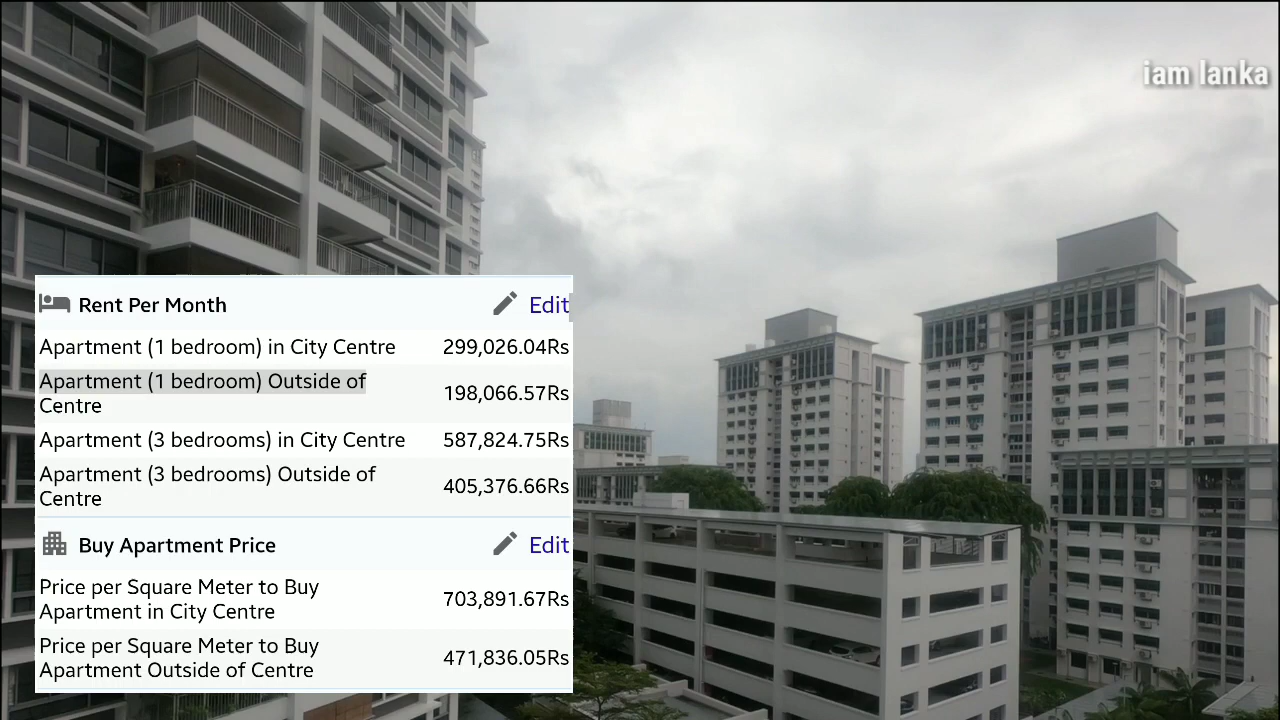 iam lanka
Rent Per Month Edit
Apartment (1 bedroom) in City Centre 299,026.04Rs
Apartment (1 bedroom) Outside of
Centre 198,066.57Rs
Apartment (3 bedrooms) in City Centre 587,824.75Rs
Apartment (3 bedrooms) Outside of
Centre 405,376.66Rs
Buy Apartment Price Edit
Price per Square Meter to Buy
Apartment in City Centre 703,891.67Rs
Price per Square Meter to Buy
Apartment Outside of Centre 471,836.05Rs